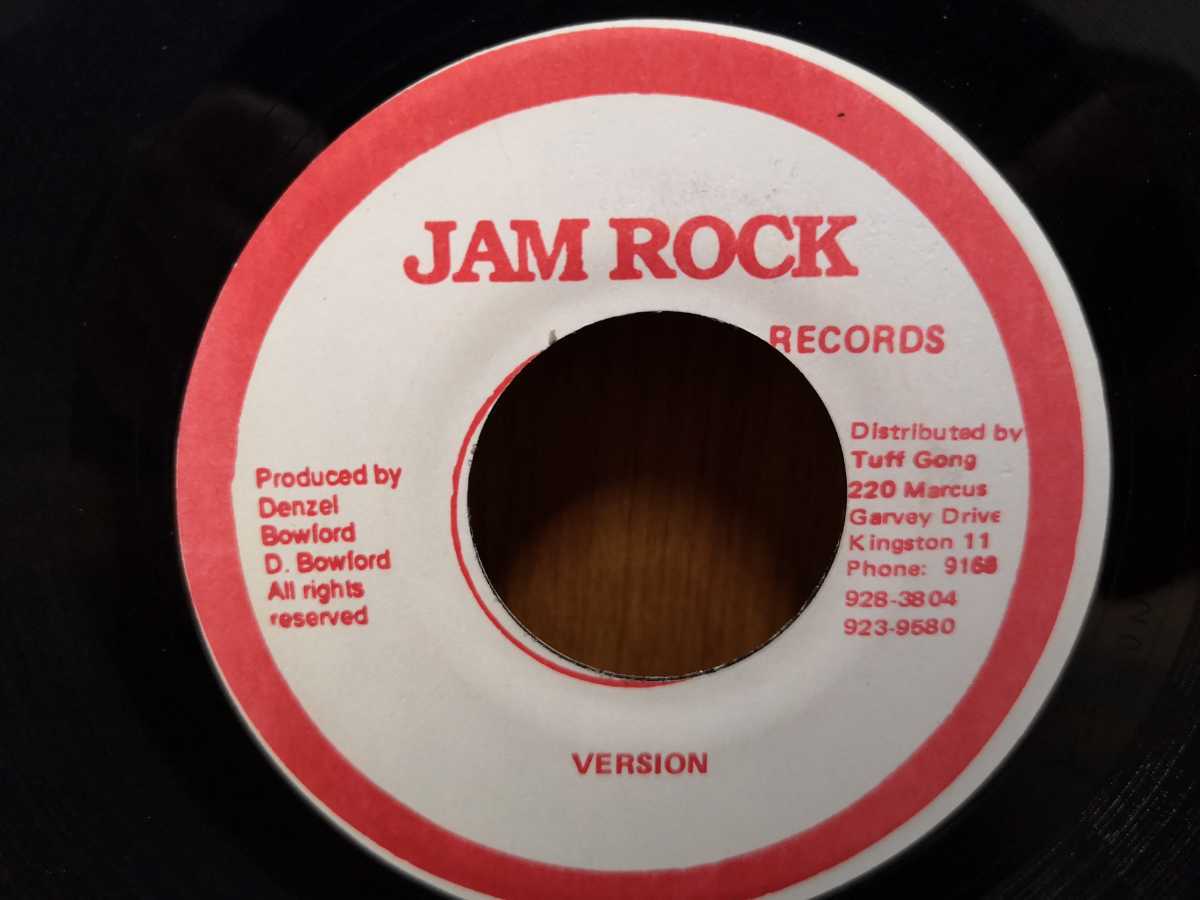 JAM ROCK
RECORDS
Produced by
Denzel
Bowford
D. Bowford
All rights
reserved
Distributed by
Tuff Gong
220 Marcus
Garvey Drive
Kingston 11
Phone: 9168
928-3804
923-9580
VERSION